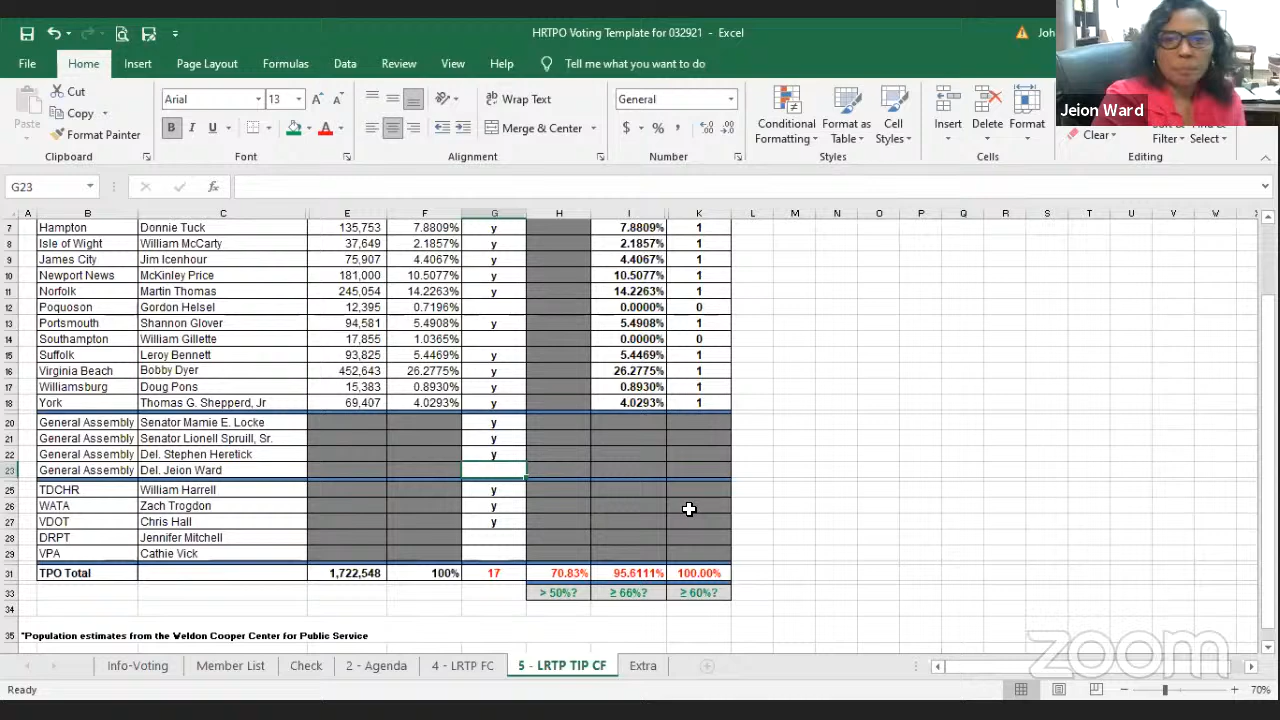 HRTPO Voting Template for 032921 - Excel
Joh
File Home Insert Page Layout Formulas Data Review View Help Tell me what you want to do
Jeion Ward
Cut
Copy
Format Painter
Paste
Clipboard
Arial 13
B I U
Font
Wrap Text
Merge & Center
Alignment
General
$ % ,
Number
Conditional Formatting
Format as Table
Cell Styles
Styles
Insert Delete Format
Cells
Clear
Filter Select
Editing
G23
A B C E F G H I K L M N O P Q R S T U V W
7 Hampton Donnie Tuck 135,753 7.8809% y 7.8809% 1
8 Isle of Wight William McCarty 37,649 2.1857% y 2.1857% 1
9 James City Jim Icenhour 75,907 4.4067% y 4.4067% 1
10 Newport News McKinley Price 181,000 10.5077% y 10.5077% 1
11 Norfolk Martin Thomas 245,054 14.2263% y 14.2263% 1
12 Poquoson Gordon Helsel 12,395 0.7196% 0.0000% 0
13 Portsmouth Shannon Glover 94,581 5.4908% y 5.4908% 1
14 Southampton William Gillette 17,855 1.0365% 0.0000% 0
15 Suffolk Leroy Bennett 93,825 5.4469% y 5.4469% 1
16 Virginia Beach Bobby Dyer 452,643 26.2775% y 26.2775% 1
17 Williamsburg Doug Pons 15,383 0.8930% y 0.8930% 1
18 York Thomas G. Shepperd, Jr 69,407 4.0293% y 4.0293% 1
20 General Assembly Senator Mamie E. Locke y
21 General Assembly Senator Lionell Spruill, Sr. y
22 General Assembly Del. Stephen Heretick y
23 General Assembly Del. Jeion Ward
25 TDCHR William Harrell y
26 WATA Zach Trogdon y
27 VDOT Chris Hall y
28 DRPT Jennifer Mitchell
29 VPA Cathie Vick
31 TPO Total 1,722,548 100% 17 70.83% 95.6111% 100.00%
33 > 50%? ≥ 66%? ≥ 60%?
34
35 *Population estimates from the Weldon Cooper Center for Public Service
Info-Voting Member List Check 2 - Agenda 4 - LRTP FC 5 - LRTP TIP CF Extra
Ready
70%
zoom